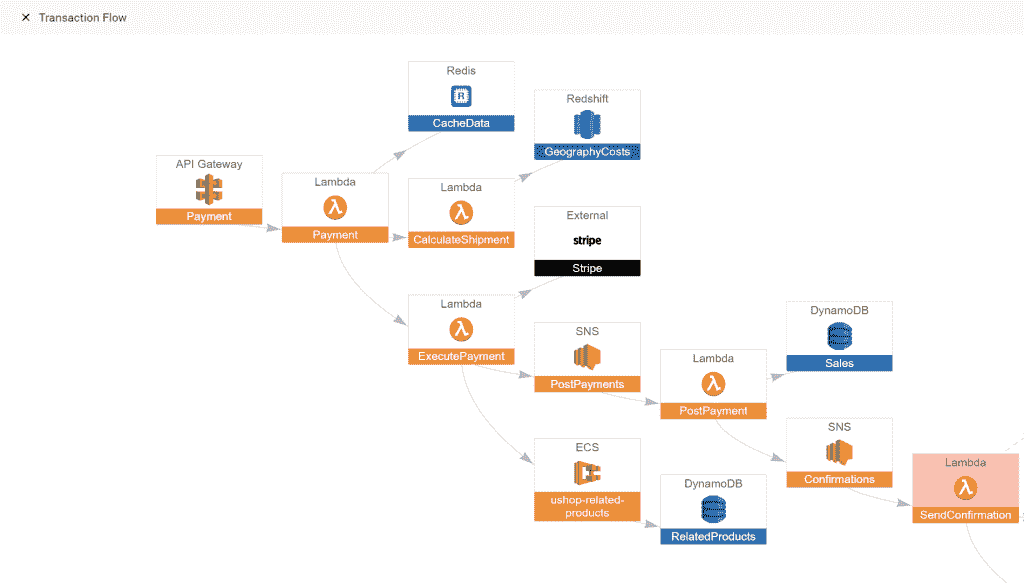 ✕ Transaction Flow
Redis
R
CacheData
Redshift
GeographyCosts
API Gateway
Payment
Lambda
λ
Payment
Lambda
λ
CalculateShipment
External
stripe
Stripe
Lambda
λ
ExecutePayment
SNS
PostPayments
Lambda
λ
PostPayment
DynamoDB
Sales
SNS
Confirmations
Lambda
λ
SendConfirmation
ECS
ushop-related-
products
DynamoDB
RelatedProducts